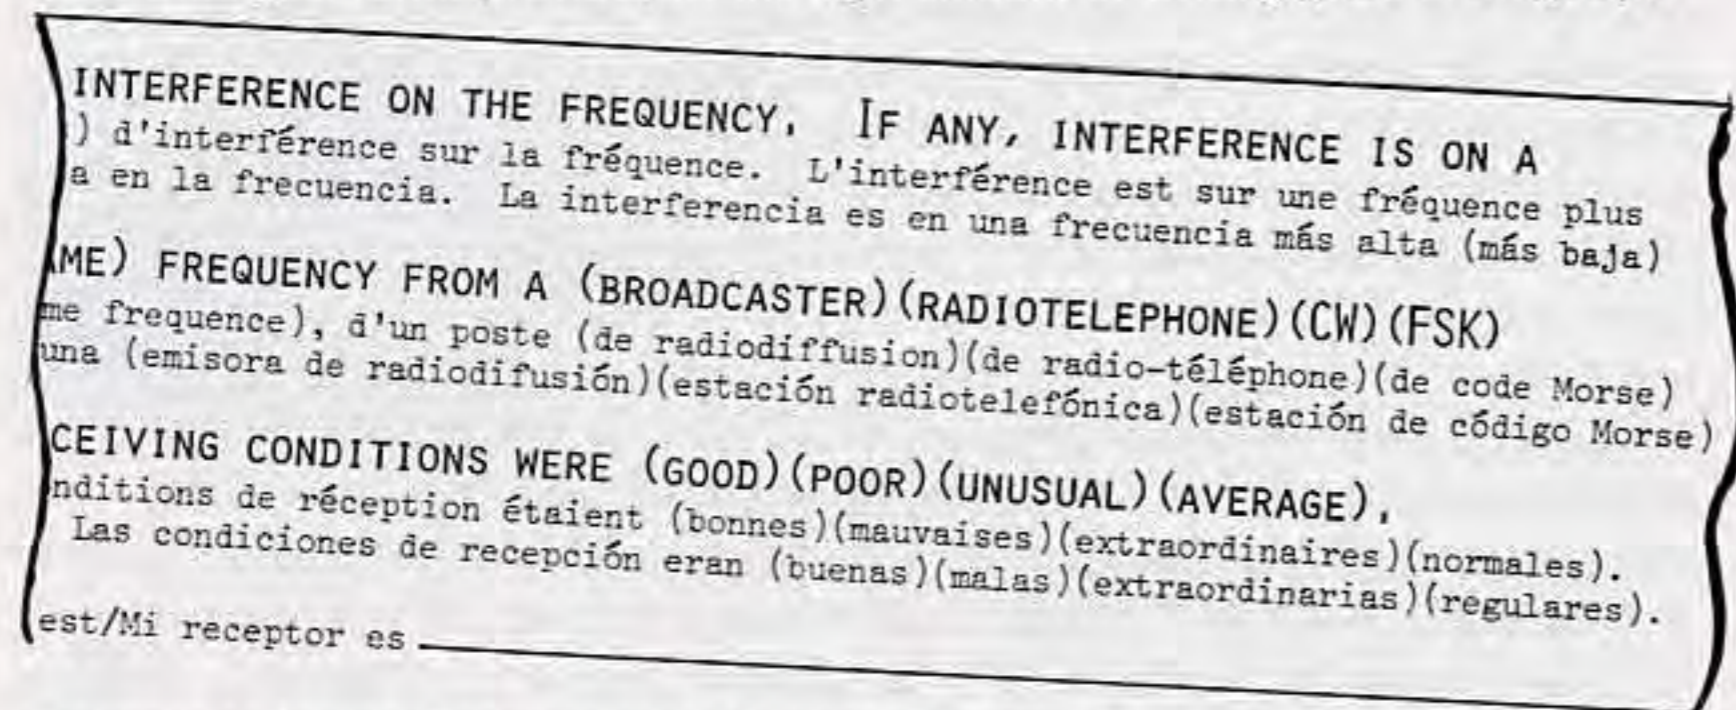 INTERFERENCE ON THE FREQUENCY. IF ANY, INTERFERENCE IS ON A
) d'interférence sur la fréquence. L'interférence est sur une fréquence plus
a en la frecuencia. La interferencia es en una frecuencia más alta (más baja)
ME) FREQUENCY FROM A (BROADCASTER)(RADIOTELEPHONE)(CW)(FSK)
me frequence), d'un poste (de radiodiffusion)(de radio-téléphone)(de code Morse)
una (emisora de radiodifusión)(estación radiotelefónica)(estación de código Morse)
CEIVING CONDITIONS WERE (GOOD)(POOR)(UNUSUAL)(AVERAGE).
nditions de réception étaient (bonnes)(mauvaises)(extraordinaires)(normales).
Las condiciones de recepción eran (buenas)(malas)(extraordinarias)(regulares).
est/Mi receptor es